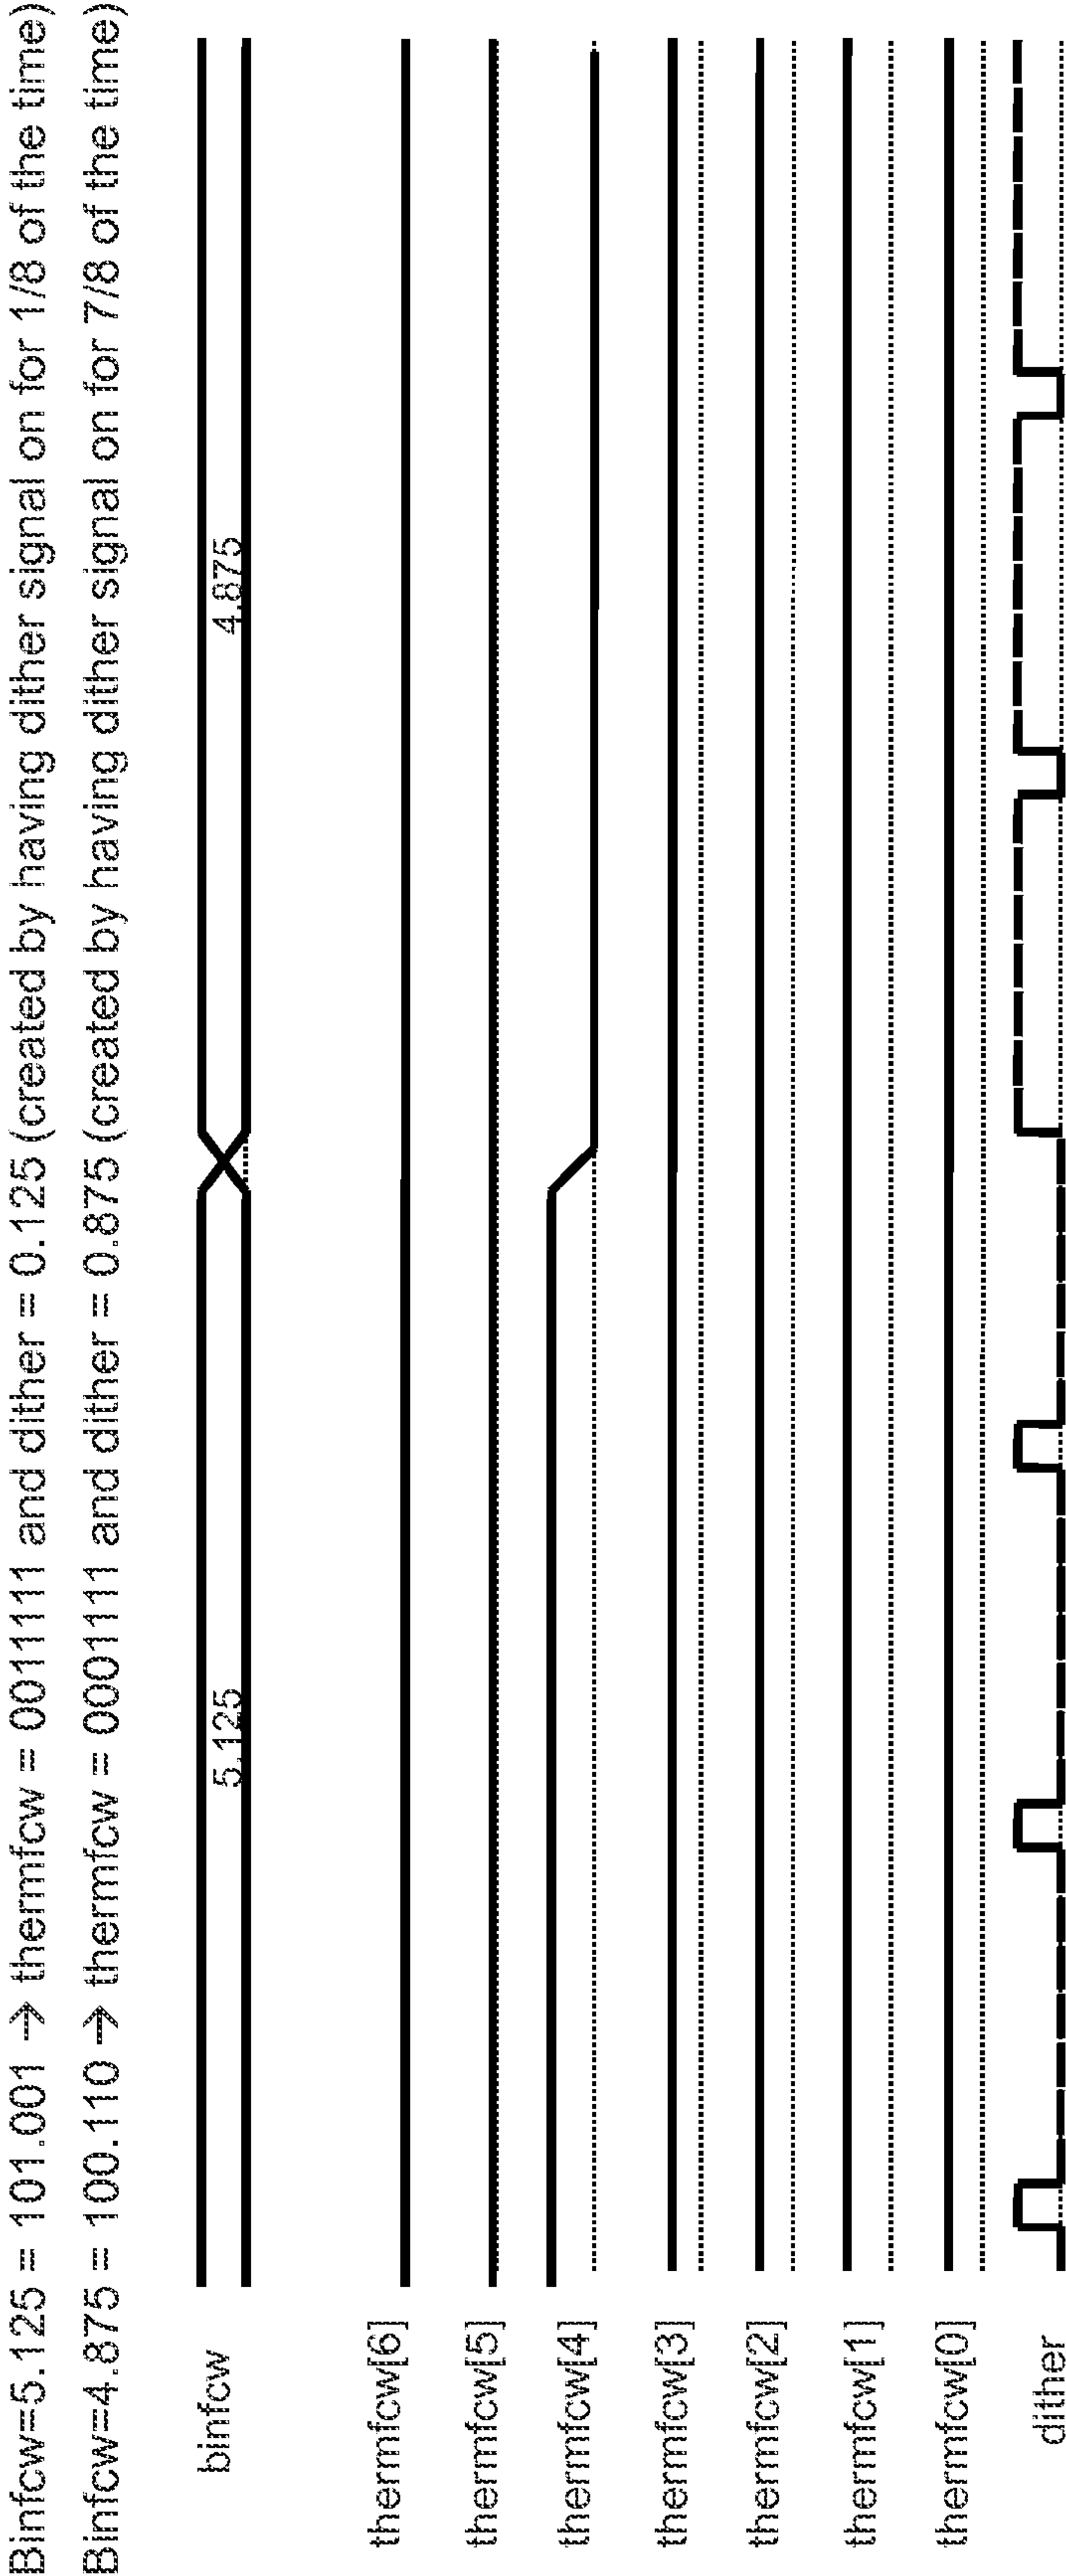 Binfcw=5.125 = 101.001 → thermfcw = 0011111 and dither = 0.125 (created by having dither signal on for 1/8 of the time)
Binfcw=4.875 = 100.110 → thermfcw = 0001111 and dither = 0.875 (created by having dither signal on for 7/8 of the time)
binfcw
5.125
4.875
thermfcw[6]
thermfcw[5]
thermfcw[4]
thermfcw[3]
thermfcw[2]
thermfcw[1]
thermfcw[0]
dither